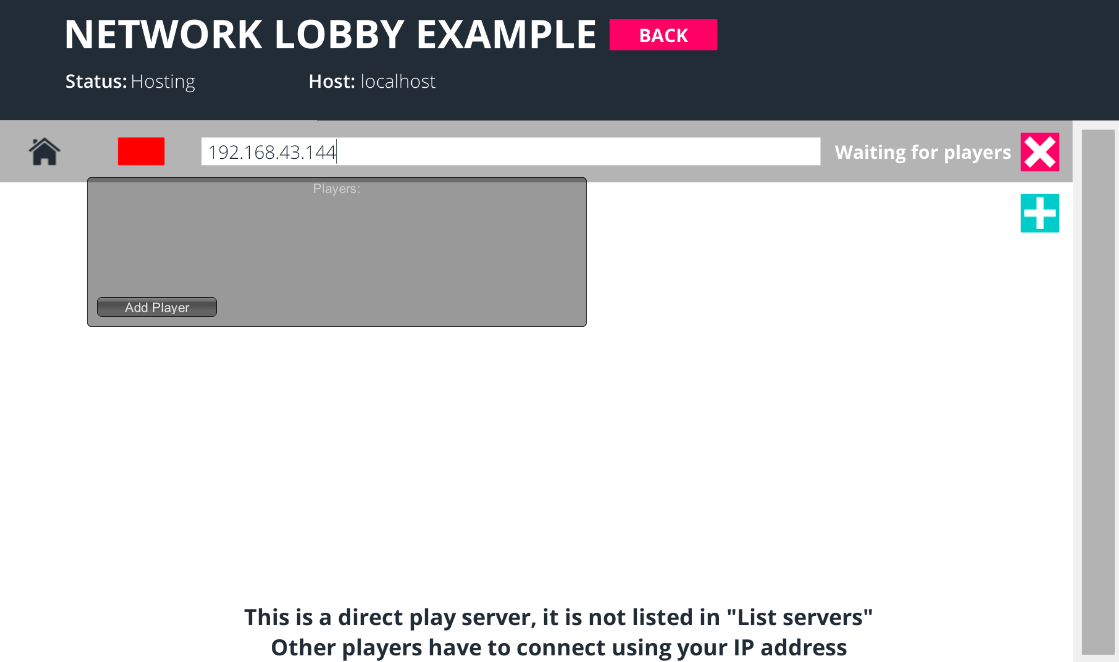 NETWORK LOBBY EXAMPLE BACK
Status: Hosting Host: localhost
192.168.43.144 Waiting for players
Players:
Add Player
This is a direct play server, it is not listed in "List servers"
Other players have to connect using your IP address